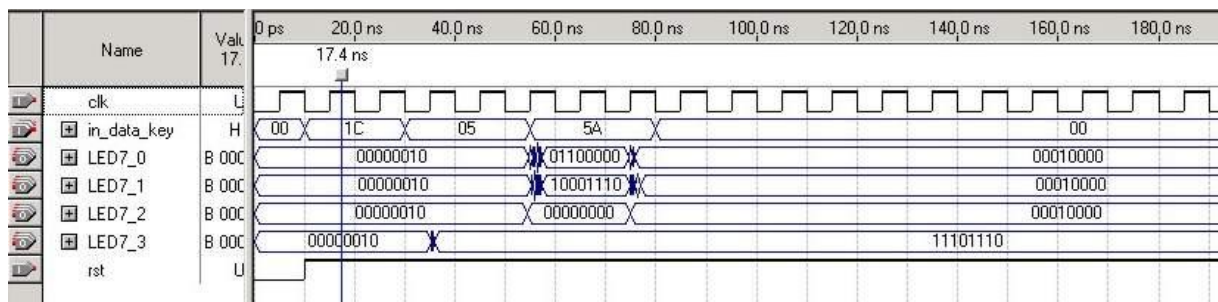 Name Valu 17. 0 ps 20.0 ns 40.0 ns 60.0 ns 80.0 ns 100.0 ns 120.0 ns 140.0 ns 160.0 ns 180.0 ns
17.4 ns
clk U
in_data_key H 00 1C 05 5A 00
LED7_0 B 000 00000010 01100000 00010000
LED7_1 B 000 00000010 10001110 00010000
LED7_2 B 000 00000010 00000000 00010000
LED7_3 B 000 00000010 11101110
rst U